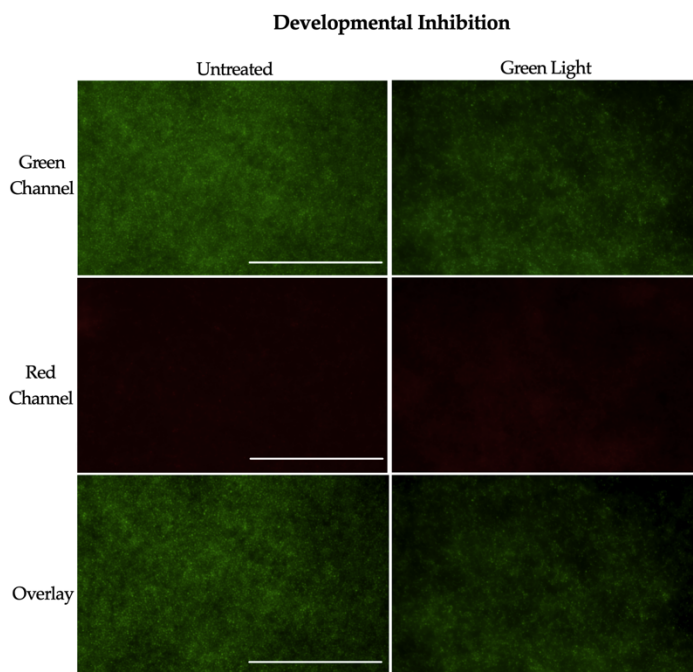 Developmental Inhibition
Untreated
Green Light
Green
Channel
Red
Channel
Overlay